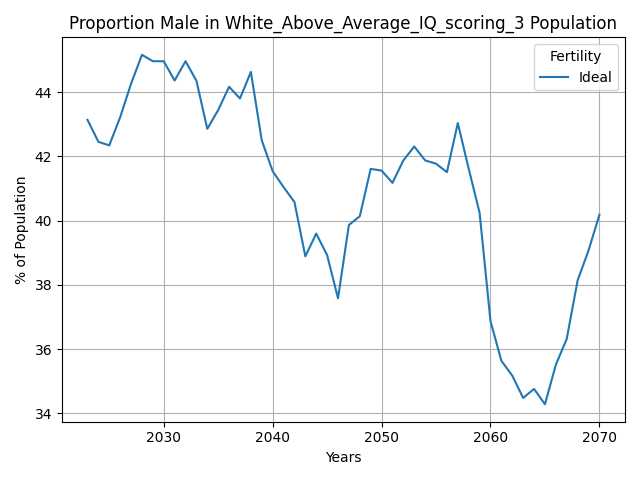 Proportion Male in White_Above_Average_IQ_scoring_3 Population
Fertility
Ideal
% of Population
44
42
40
38
36
34
2030 2040 2050 2060 2070
Years